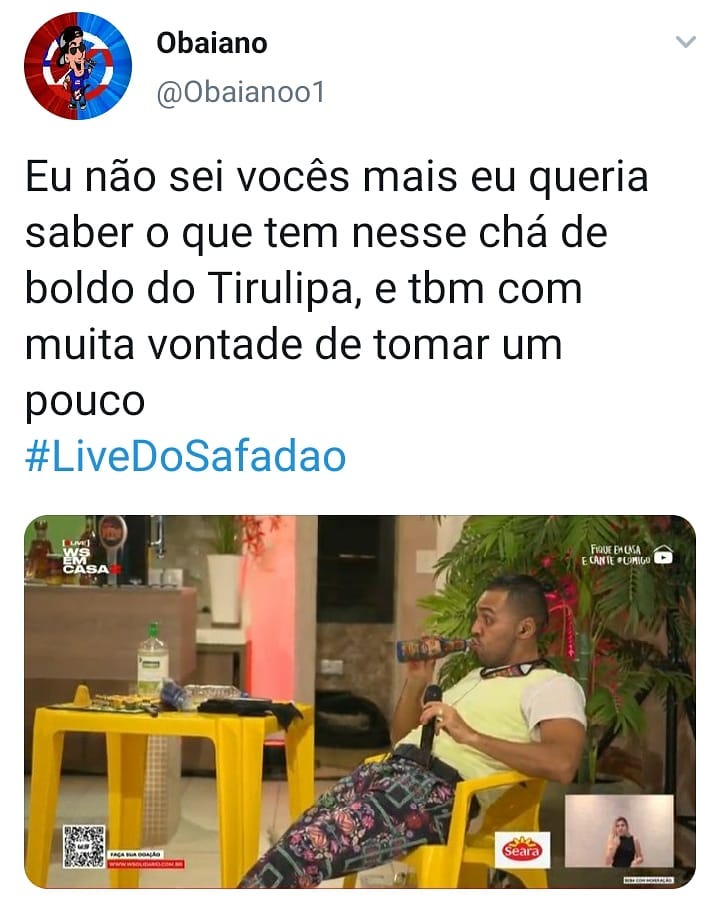 Obaiano
@Obaianoo1
Eu não sei vocês mais eu queria
saber o que tem nesse chá de
boldo do Tirulipa, e tbm com
muita vontade de tomar um
pouco
#LiveDoSafadao
[LIVE]
WS
EM
CASA
FIQUE EM CASA
E CANTE #COMIGO
FAÇA SUA DOAÇÃO
WWW.WSOLIDARIO.COM.BR
Seara
BEBA COM MODERAÇÃO